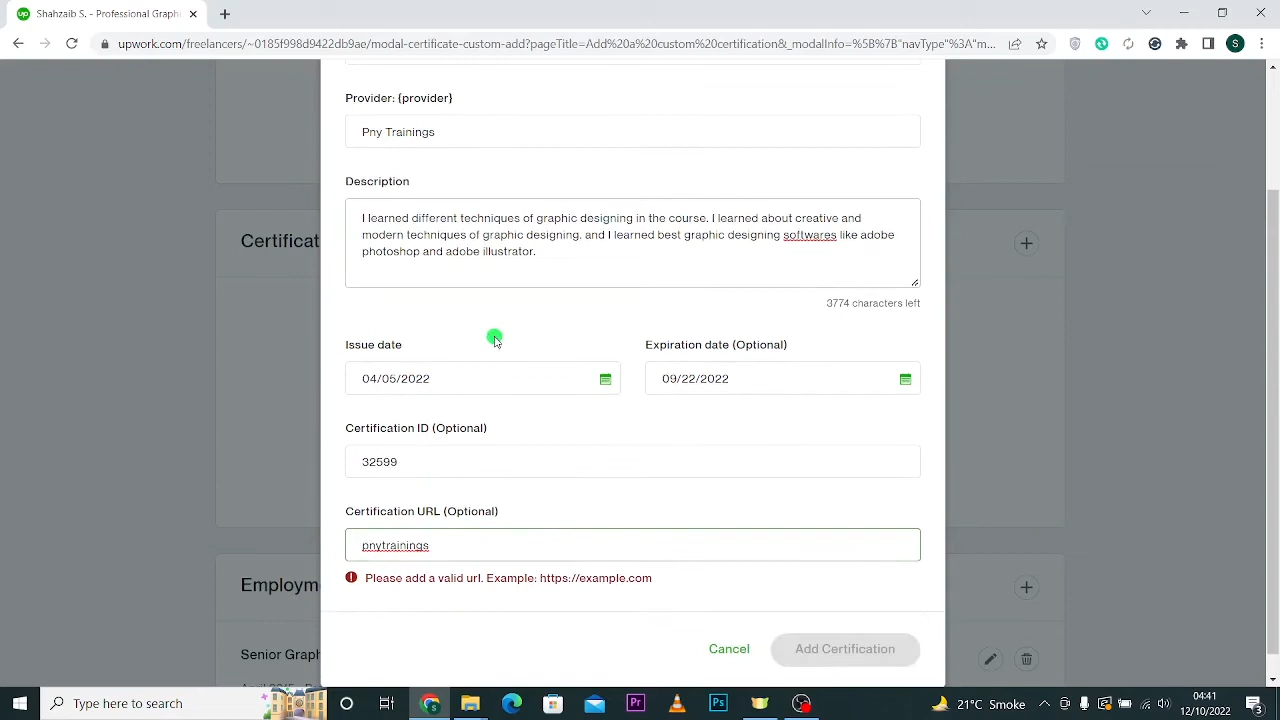 Shahzaib S. - Professional Graphi
upwork.com/freelancers/~0185f998d9422db9ac/modal-certificate-custom-add?pageTitle=Add%20a%20custom%20certification&_modalInfo=%5B%7B"navType"%3A"m...
S
Provider: {provider}
Pny Trainings
Description
I learned different techniques of graphic designing in the course. I learned about creative and
modern techniques of graphic designing. and I learned best graphic designing softwares like adobe
photoshop and adobe illustrator.
Certificat
3774 characters left
Issue date
Expiration date (Optional)
04/05/2022
09/22/2022
Certification ID (Optional)
32599
Certification URL (Optional)
pnytrainings
Please add a valid url. Example: https://example.com
Employm
Senior Graph
Cancel
Add Certification
Type here to search
Pr
Ps
21°C Smoke
04:41
12/10/2022
3